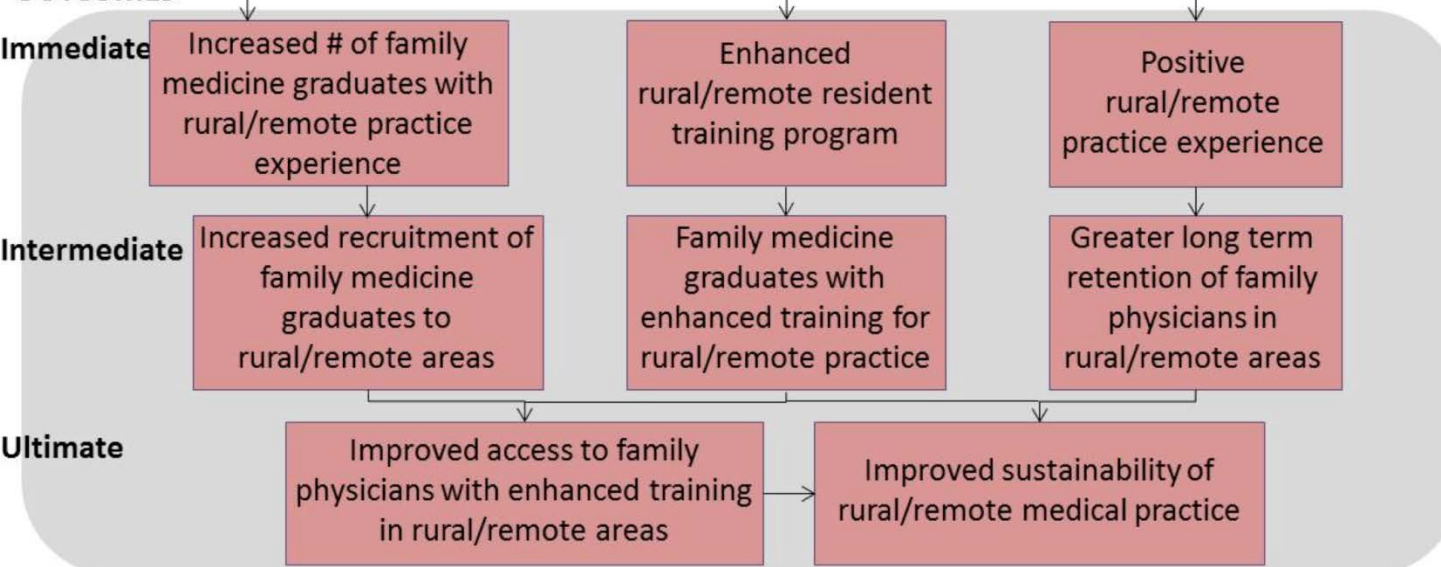 Immediate
Increased # of family
medicine graduates with
rural/remote practice
experience
Enhanced
rural/remote resident
training program
Positive
rural/remote
practice experience
Intermediate
Increased recruitment of
family medicine
graduates to
rural/remote areas
Family medicine
graduates with
enhanced training for
rural/remote practice
Greater long term
retention of family
physicians in
rural/remote areas
Ultimate
Improved access to family
physicians with enhanced training
in rural/remote areas
Improved sustainability of
rural/remote medical practice